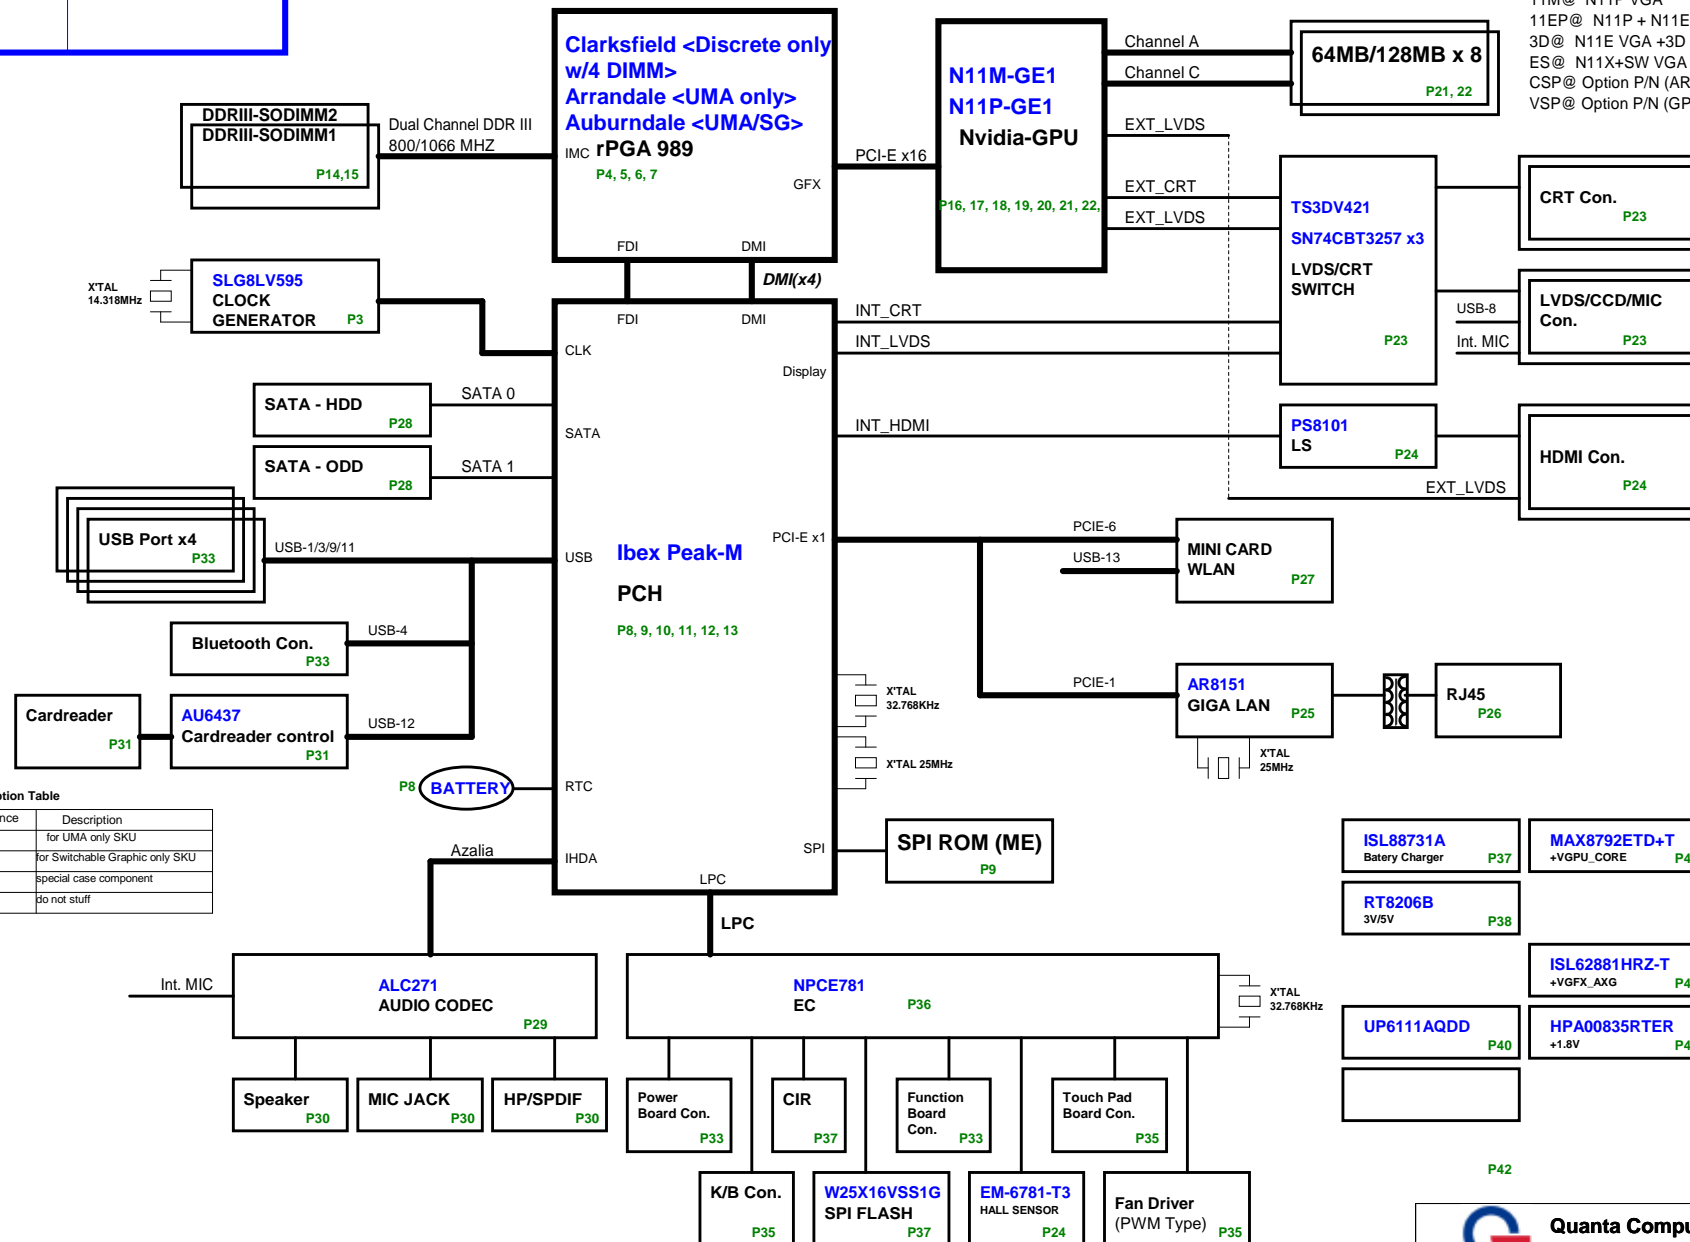 11EP@ N11P + N11E
3D@ N11E VGA +3D
ES@ N11X+SW VGA
CSP@ Option P/N (AR
VSP@ Option P/N (GP
Clarksfield <Discrete only
w/4 DIMM>
Arrandale <UMA only>
Auburndale <UMA/SG>
IMC rPGA 989
P4, 5, 6, 7
GFX
FDI
DMI
DDRIII-SODIMM2
DDRIII-SODIMM1
P14,15
Dual Channel DDR III
800/1066 MHZ
PCI-E x16
N11M-GE1
N11P-GE1
Nvidia-GPU
P16, 17, 18, 19, 20, 21, 22,
Channel A
Channel C
64MB/128MB x 8
P21, 22
EXT_LVDS
EXT_CRT
EXT_LVDS
TS3DV421
SN74CBT3257 x3
LVDS/CRT
SWITCH
P23
CRT Con.
P23
USB-8
Int. MIC
LVDS/CCD/MIC
Con.
P23
X'TAL
14.318MHz
SLG8LV595
CLOCK
GENERATOR
P3
DMI(x4)
FDI
DMI
CLK
Display
INT_CRT
INT_LVDS
INT_HDMI
PS8101
LS
P24
HDMI Con.
P24
EXT_LVDS
SATA - HDD
P28
SATA 0
SATA
SATA - ODD
P28
SATA 1
USB Port x4
P33
USB-1/3/9/11
USB
Ibex Peak-M
PCH
P8, 9, 10, 11, 12, 13
PCI-E x1
PCIE-6
USB-13
MINI CARD
WLAN
P27
Bluetooth Con.
P33
USB-4
Cardreader
P31
AU6437
Cardreader control
P31
USB-12
X'TAL
32.768KHz
X'TAL 25MHz
PCIE-1
AR8151
GIGA LAN
P25
X'TAL
25MHz
RJ45
P26
P8
BATTERY
RTC
ption Table
nce
Description
for UMA only SKU
for Switchable Graphic only SKU
special case component
do not stuff
Azalia
IHDA
LPC
SPI
SPI ROM (ME)
P9
LPC
ISL88731A
Batery Charger
P37
MAX8792ETD+T
+VGPU_CORE
P4
RT8206B
3V/5V
P38
ISL62881HRZ-T
+VGFX_AXG
P4
UP6111AQDD
P40
HPA00835RTER
+1.8V
P4
P42
Int. MIC
ALC271
AUDIO CODEC
P29
NPCE781
EC
P36
X'TAL
32.768KHz
Speaker
P30
MIC JACK
P30
HP/SPDIF
P30
Power
Board Con.
P33
CIR
P37
Function
Board
Con.
P33
Touch Pad
Board Con.
P35
K/B Con.
P35
W25X16VSS1G
SPI FLASH
P37
EM-6781-T3
HALL SENSOR
P24
Fan Driver
(PWM Type)
P35
Quanta Compu